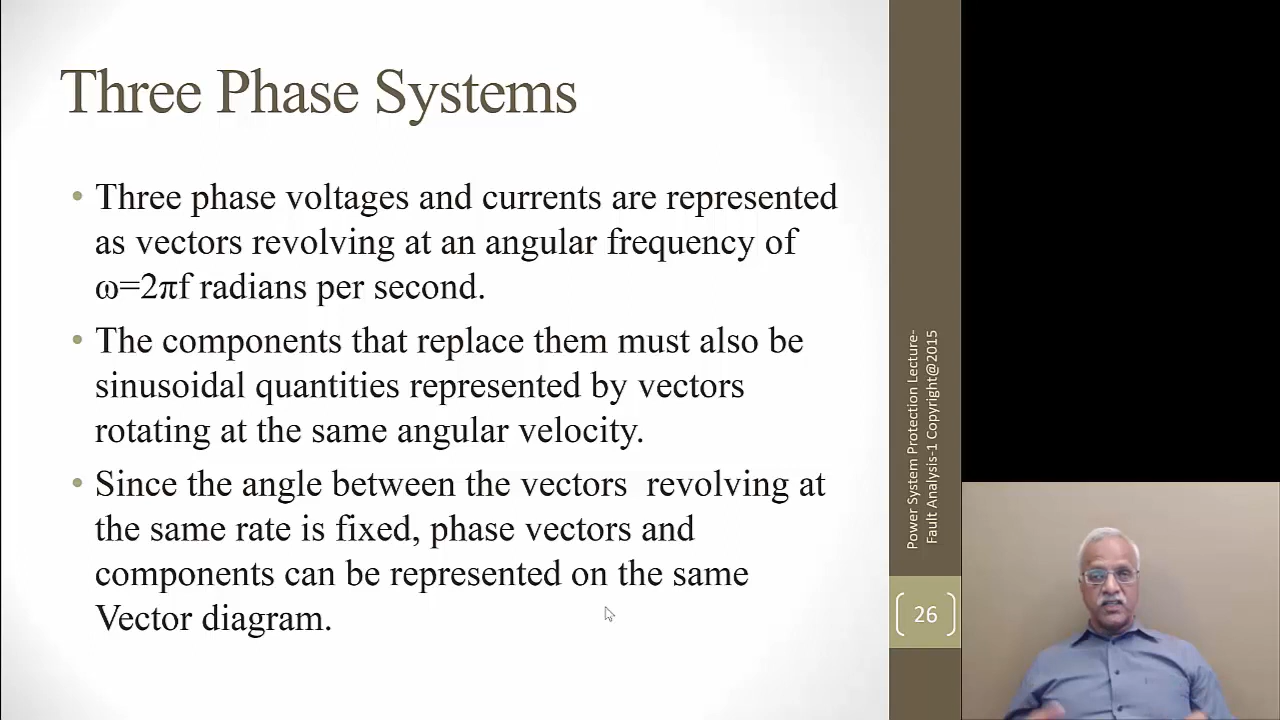 Three Phase Systems
• Three phase voltages and currents are represented
as vectors revolving at an angular frequency of
ω=2πf radians per second.
• The components that replace them must also be
sinusoidal quantities represented by vectors
rotating at the same angular velocity.
• Since the angle between the vectors  revolving at
the same rate is fixed, phase vectors and
components can be represented on the same
Vector diagram.
Power System Protection Lecture-
Fault Analysis-1 Copyright@2015
26